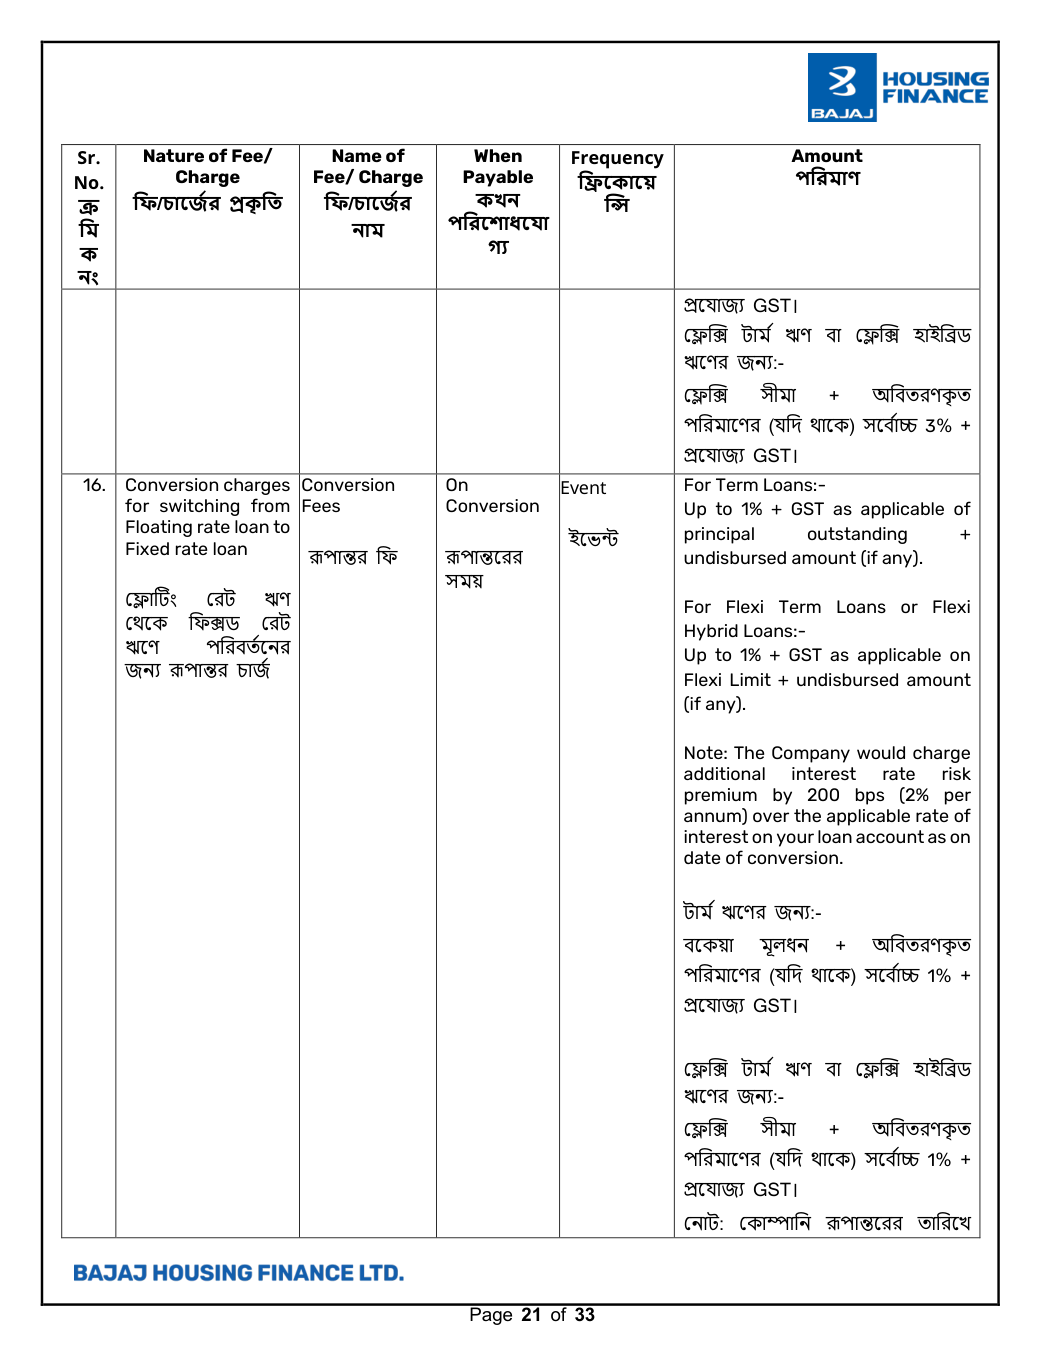 HOUSING
FINANCE
BAJAJ
Sr.
No.
ক্র
মি
ক
নং
Nature of Fee/
Charge
ফি/চার্জের প্রকৃতি
Name of
Fee/ Charge
ফি/চার্জের
নাম
When
Payable
কখন
পরিশোধযো
গ্য
Frequency
ফ্রিকোয়ে
ন্সি
Amount
পরিমাণ
প্রযোজ্য GST।
ফ্লেক্সি টার্ম ঋণ বা ফ্লেক্সি হাইব্রিড
ঋণের জন্য:-
ফ্লেক্সি সীমা + অবিতরণকৃত
পরিমাণের (যদি থাকে) সর্বোচ্চ 3% +
প্রযোজ্য GST।
16.
Conversion charges
for switching from
Floating rate loan to
Fixed rate loan
ফ্লোটিং রেট ঋণ
থেকে ফিক্সড রেট
ঋণে পরিবর্তনের
জন্য রূপান্তর চার্জ
Conversion
Fees
রূপান্তর ফি
On
Conversion
রূপান্তরের
সময়
Event
ইভেন্ট
For Term Loans:-
Up to 1% + GST as applicable of
principal outstanding +
undisbursed amount (if any).
For Flexi Term Loans or Flexi
Hybrid Loans:-
Up to 1% + GST as applicable on
Flexi Limit + undisbursed amount
(if any).
Note: The Company would charge
additional interest rate risk
premium by 200 bps (2% per
annum) over the applicable rate of
interest on your loan account as on
date of conversion.
টার্ম ঋণের জন্য:-
বকেয়া মূলধন + অবিতরণকৃত
পরিমাণের (যদি থাকে) সর্বোচ্চ 1% +
প্রযোজ্য GST।
ফ্লেক্সি টার্ম ঋণ বা ফ্লেক্সি হাইব্রিড
ঋণের জন্য:-
ফ্লেক্সি সীমা + অবিতরণকৃত
পরিমাণের (যদি থাকে) সর্বোচ্চ 1% +
প্রযোজ্য GST।
নোট: কোম্পানি রূপান্তরের তারিখে
BAJAJ HOUSING FINANCE LTD.
Page 21 of 33